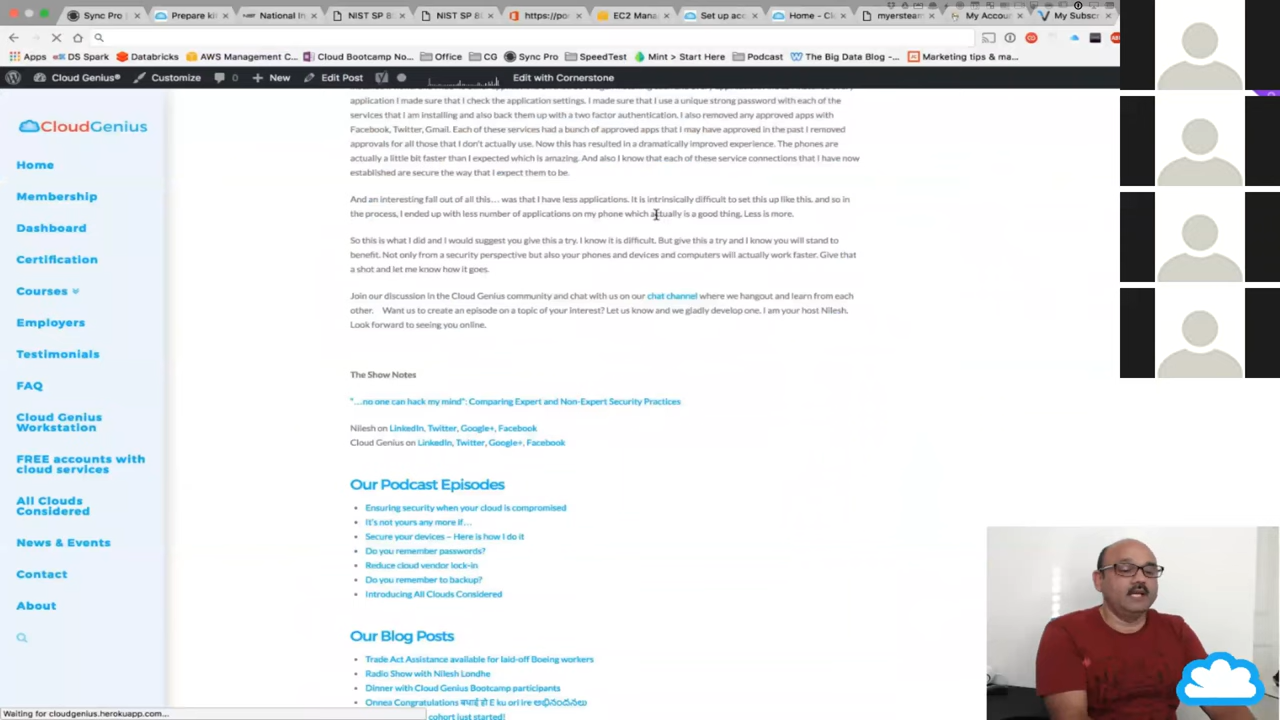 Sync Pro
Prepare ki
National In
NIST SP 8
NIST SP 8
https://por
EC2 Mana
Set up acc
Home - Clo
myersteam
My Accou
My Subscr
Apps
DS Spark
Databricks
AWS Management C
Cloud Bootcamp No...
Office
CG
Sync Pro
SpeedTest
Mint > Start Here
Podcast
The Big Data Blog -...
Marketing tips & ma...
Cloud Genius®
Customize
0
New
Edit Post
Edit with Cornerstone
CloudGenius
Home
Membership
Dashboard
Certification
Courses
Employers
Testimonials
FAQ
Cloud Genius
Workstation
FREE accounts with
cloud services
All Clouds
Considered
News & Events
Contact
About
application I made sure that I check the application settings. I made sure that I use a unique strong password with each of the
services that I am installing and also back them up with a two factor authentication. I also removed any approved apps with
Facebook, Twitter, Gmail. Each of these services had a bunch of approved apps that I may have approved in the past I removed
approvals for all those that I don't actually use. Now this has resulted in a dramatically improved experience. The phones are
actually a little bit faster than I expected which is amazing. And also I know that each of these service connections that I have now
established are secure the way that I expect them to be.
And an interesting fall out of all this... was that I have less applications. It is intrinsically difficult to set this up like this. and so in
the process, I ended up with less number of applications on my phone which actually is a good thing. Less is more.
So this is what I did and I would suggest you give this a try. I know it is difficult. But give this a try and I know you will stand to
benefit. Not only from a security perspective but also your phones and devices and computers will actually work faster. Give that
a shot and let me know how it goes.
Join our discussion in the Cloud Genius community and chat with us on our chat channel where we hangout and learn from each
other. Want us to create an episode on a topic of your interest? Let us know and we gladly develop one. I am your host Nilesh.
Look forward to seeing you online.
The Show Notes
"...no one can hack my mind": Comparing Expert and Non-Expert Security Practices
Nilesh on LinkedIn, Twitter, Google+, Facebook
Cloud Genius on LinkedIn, Twitter, Google+, Facebook
Our Podcast Episodes
Ensuring security when your cloud is compromised
It's not yours any more if...
Secure your devices – Here is how I do it
Do you remember passwords?
Reduce cloud vendor lock-in
Do you remember to backup?
Introducing All Clouds Considered
Our Blog Posts
Trade Act Assistance available for laid-off Boeing workers
Radio Show with Nilesh Londhe
Dinner with Cloud Genius Bootcamp participants
Onnea Congratulations बधाई हो E ku ori ire అభినందనలు
cohort just started!
Waiting for cloudgenius.herokuapp.com...